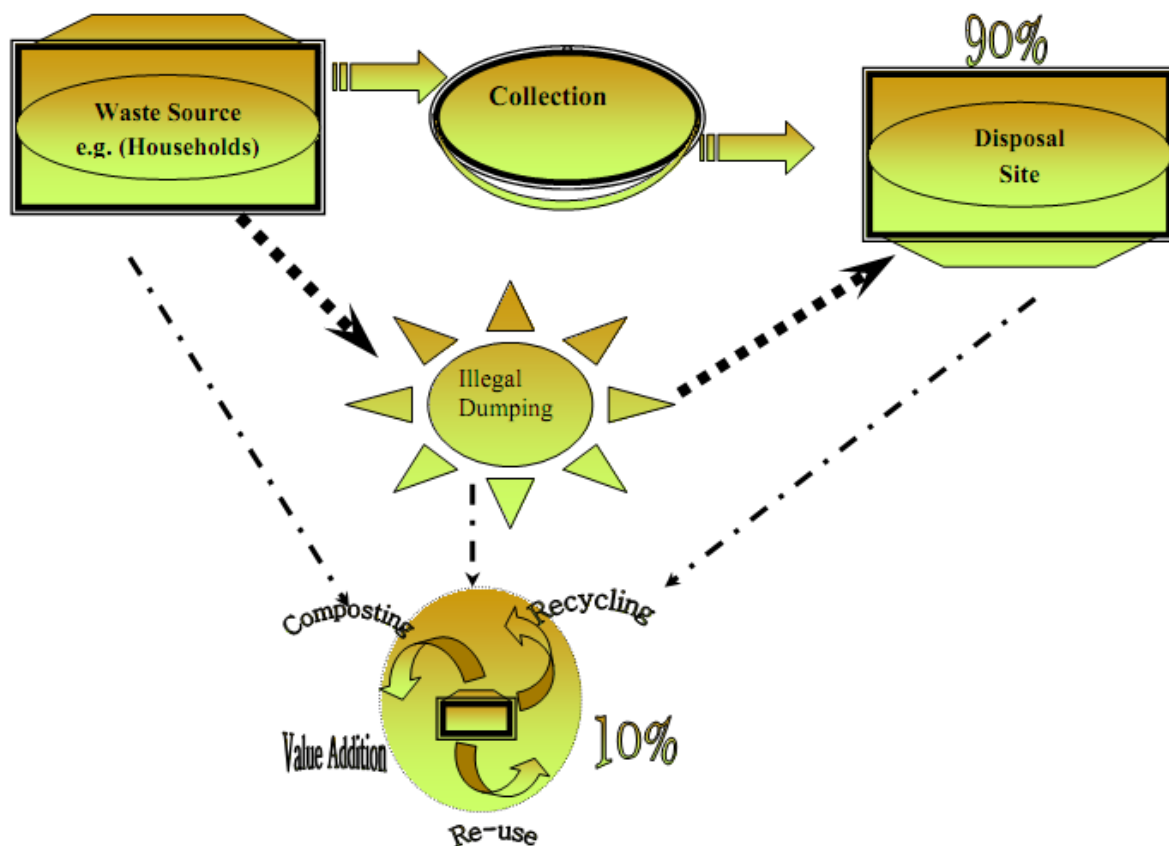 90%
Waste Source
e.g. (Households)
Collection
Disposal
Site
Illegal
Dumping
Composting
Recycling
Value Addition
10%
Re-use